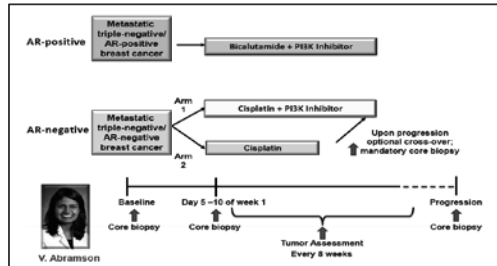 AR-positive
Metastatic
triple-negative/
AR-positive
breast cancer
Bicalutamide + PI3K Inhibitor
AR-negative
Metastatic
triple-negative/
AR-negative
breast cancer
Arm
1
Cisplatin + PI3K Inhibitor
Arm
2
Cisplatin
Upon progression
optional cross-over;
mandatory core biopsy
Baseline
Day 5 –10 of week 1
Progression
Core biopsy
Core biopsy
Core biopsy
Tumor Assessment
Every 8 weeks
V. Abramson